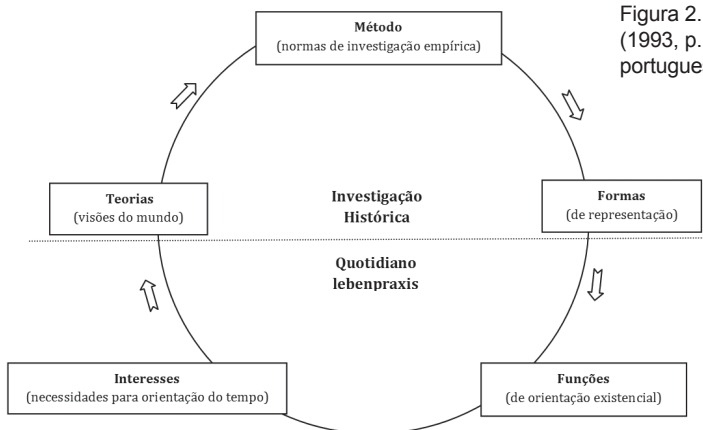 Figura 2.
(1993, p.
portugue
Método
(normas de investigação empírica)
Teorias
(visões do mundo)
Investigação
Histórica
Formas
(de representação)
Quotidiano
lebenpraxis
Interesses
(necessidades para orientação do tempo)
Funções
(de orientação existencial)